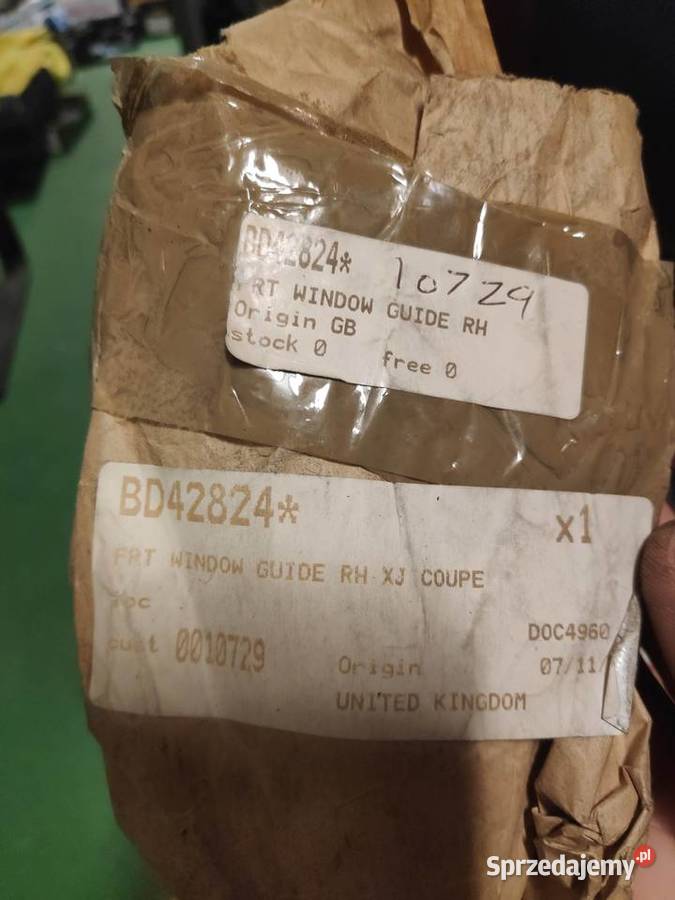 BD42824* 10729
FRT WINDOW GUIDE RH
Origin GB
stock 0 free 0
BD42824* x1
FRT WINDOW GUIDE RH XJ COUPE
loc
cust 0010729
DOC4960
Origin 07/11/
UNITED KINGDOM
Sprzedajemy.pl